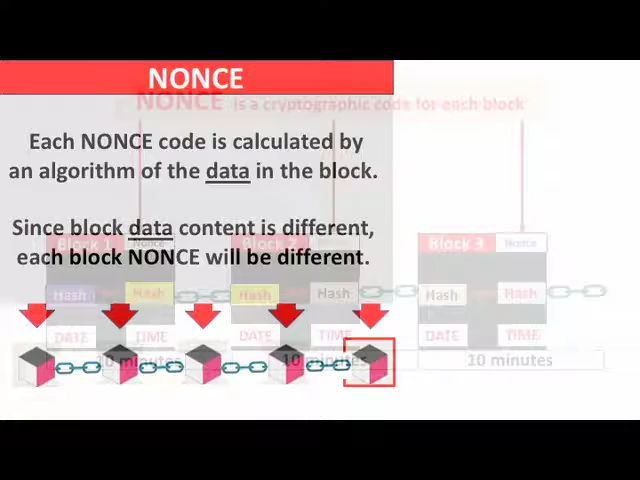 NONCE
NONCE is a cryptographic code for each block
Each NONCE code is calculated by
an algorithm of the data in the block.
Since block data content is different,
each block NONCE will be different.
Block 1 Nonce
Block 2
Block 3 Nonce
Hash Hash
Hash Hash
Hash Hash
DATE TIME
DATE TIME
DATE TIME
10 minutes
10 minutes
10 minutes